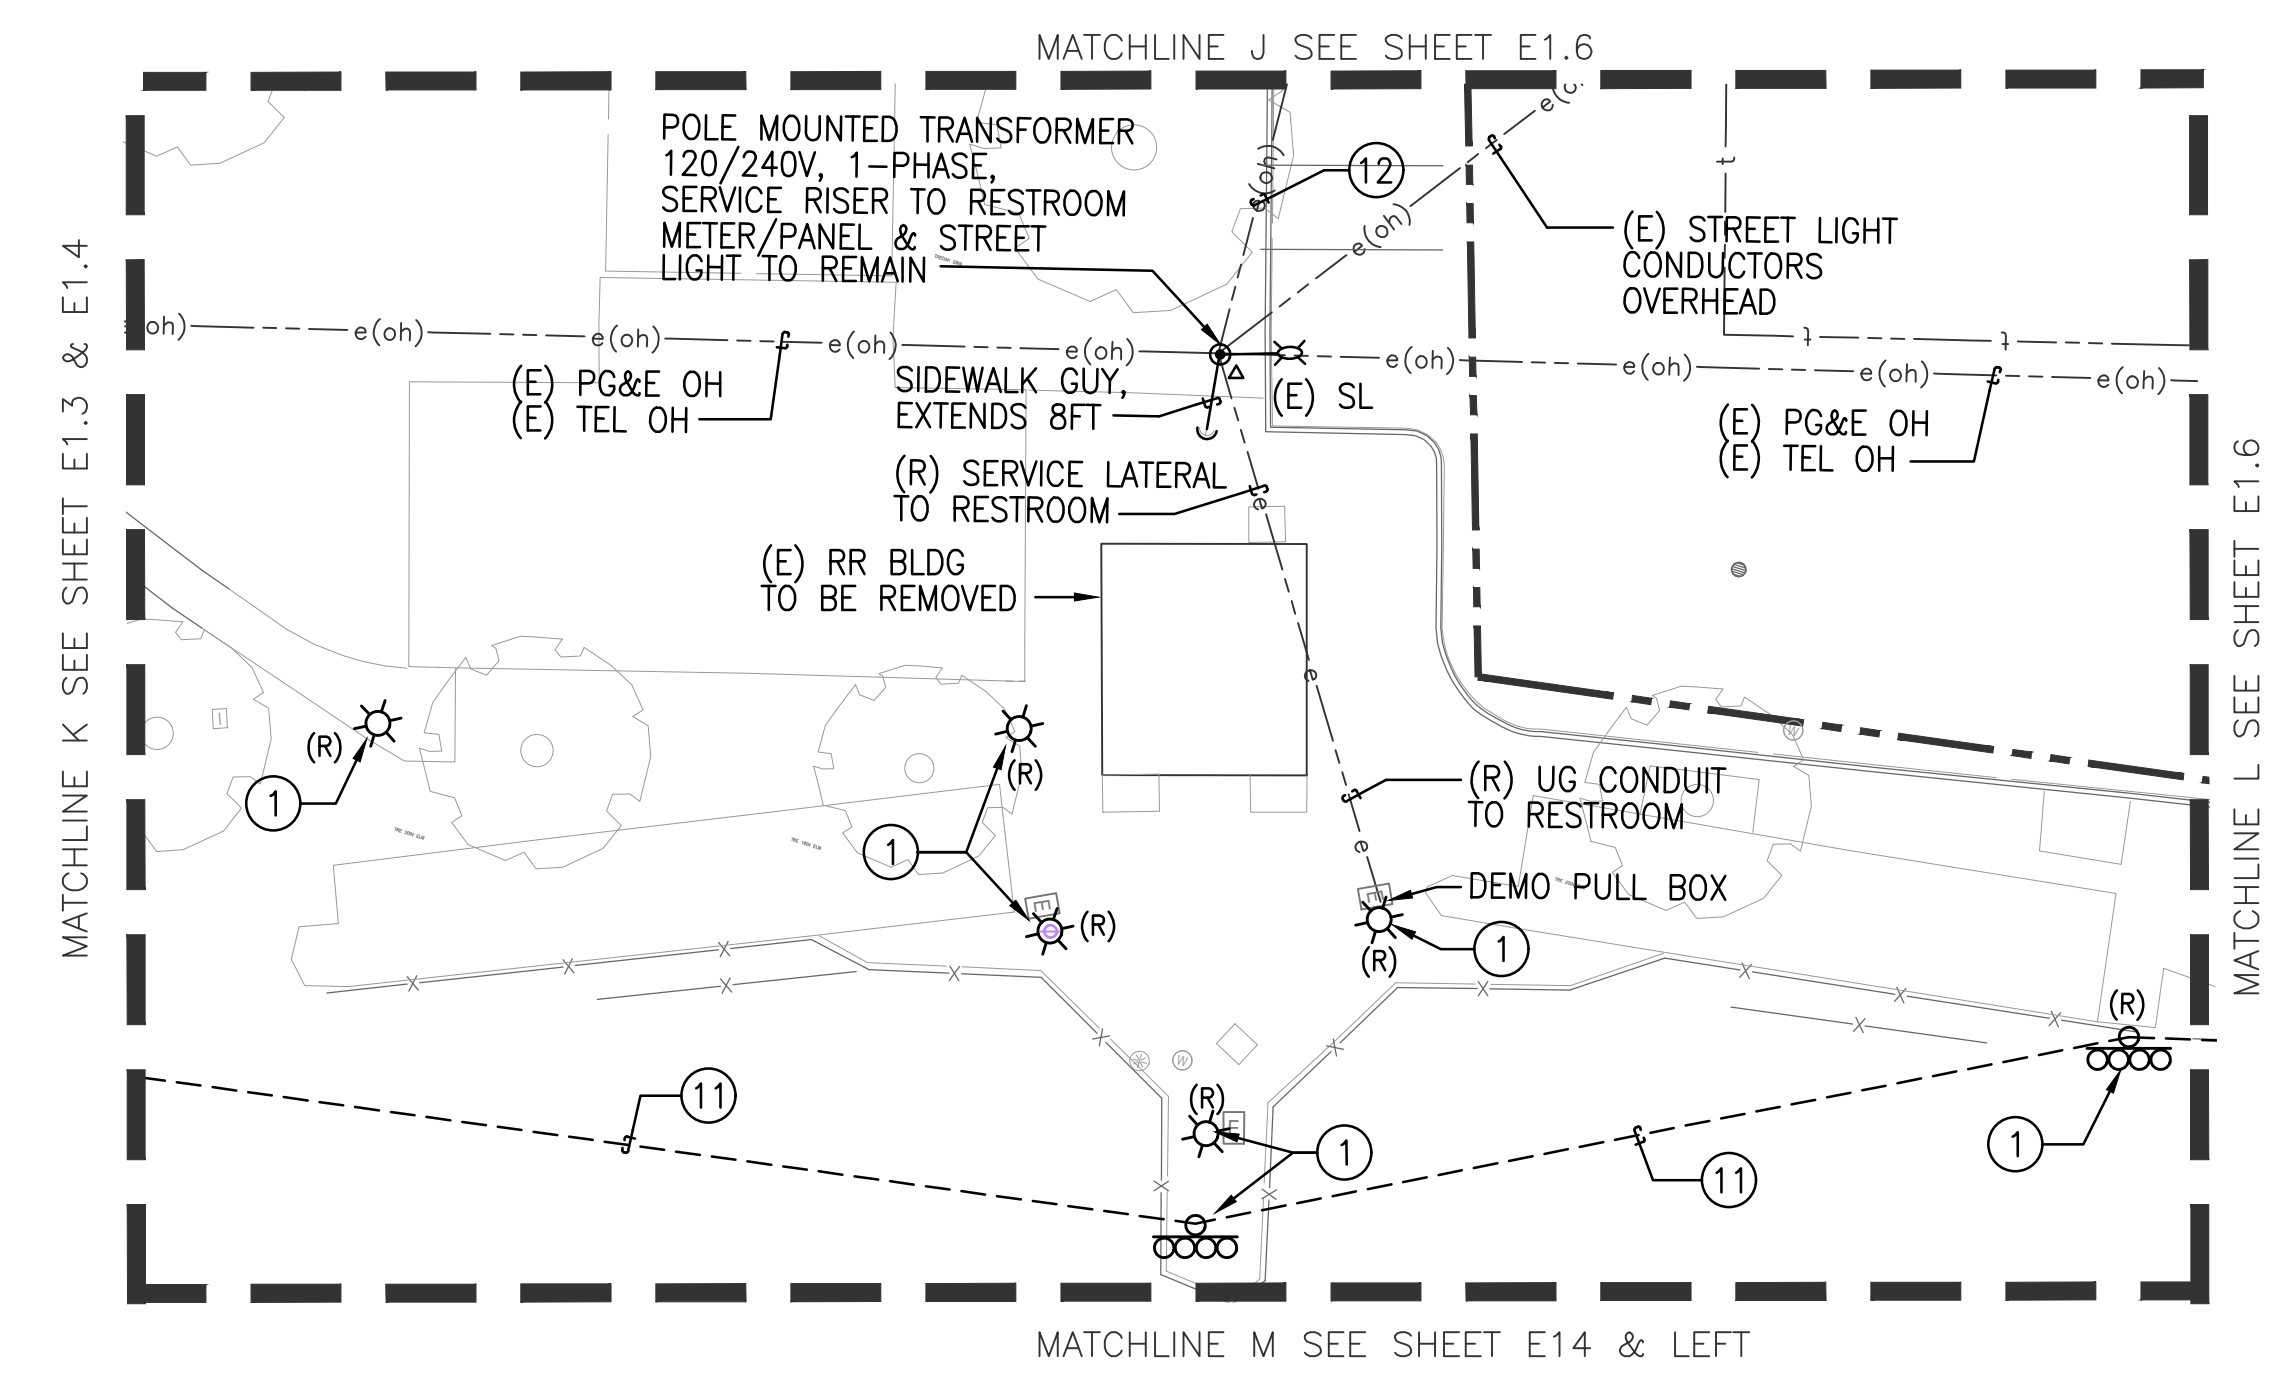 MATCHLINE J SEE SHEET E1.6
POLE MOUNTED TRANSFORMER
120/240V, 1-PHASE,
SERVICE RISER TO RESTROOM
METER/PANEL & STREET
LIGHT TO REMAIN
12
e(oh)
e(oh)
t
(E) STREET LIGHT
CONDUCTORS
OVERHEAD
MATCHLINE K SEE SHEET E1.3 & E1.4
e(oh)
e(oh)
e(oh)
e(oh)
e(oh)
e(oh)
e(oh)
e(oh)
t
t
(E) PG&E OH
(E) TEL OH
SIDEWALK GUY,
EXTENDS 8FT
(E) SL
(E) PG&E OH
(E) TEL OH
(R) SERVICE LATERAL
TO RESTROOM
e
(E) RR BLDG
TO BE REMOVED
e
MATCHLINE L SEE SHEET E1.6
(R)
1
(R)
1
W
(R) UG CONDUIT
TO RESTROOM
e
E
(R)
E
DEMO PULL BOX
1
(R)
X
X
X
X
X
X
X
X
X
X
X
X
X
W
(R)
E
(R)
11
1
1
11
X
X
MATCHLINE M SEE SHEET E14 & LEFT